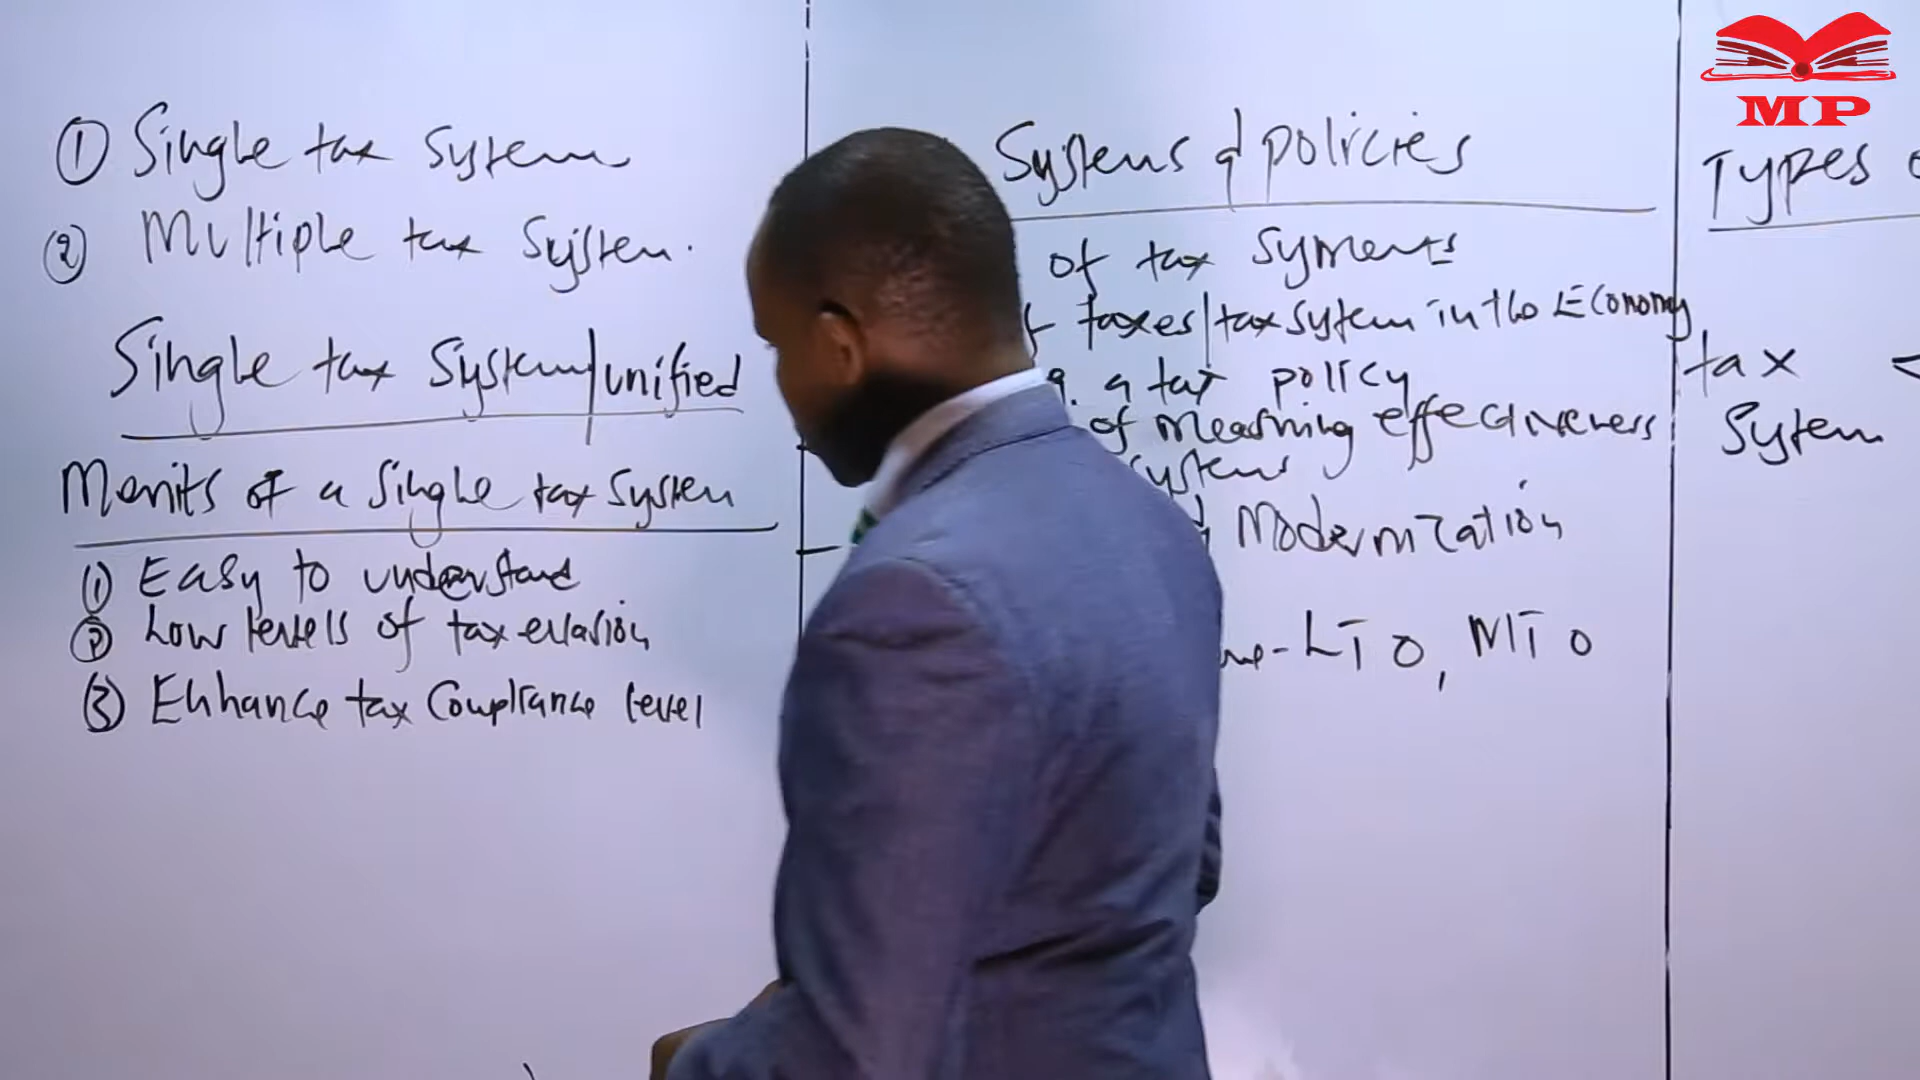 ① Single tax system
② Multiple tax system.
Single tax system/unified
Merits of a single tax system
① Easy to understand
② Low levels of tax evasion
③ Enhance tax compliance level
Systems & policies
of tax syments
taxes/tax system in the Economy
a tax policy
of measuring effectiveness
systems
Modernization
LTO, MTO
Types
tax
system
MP